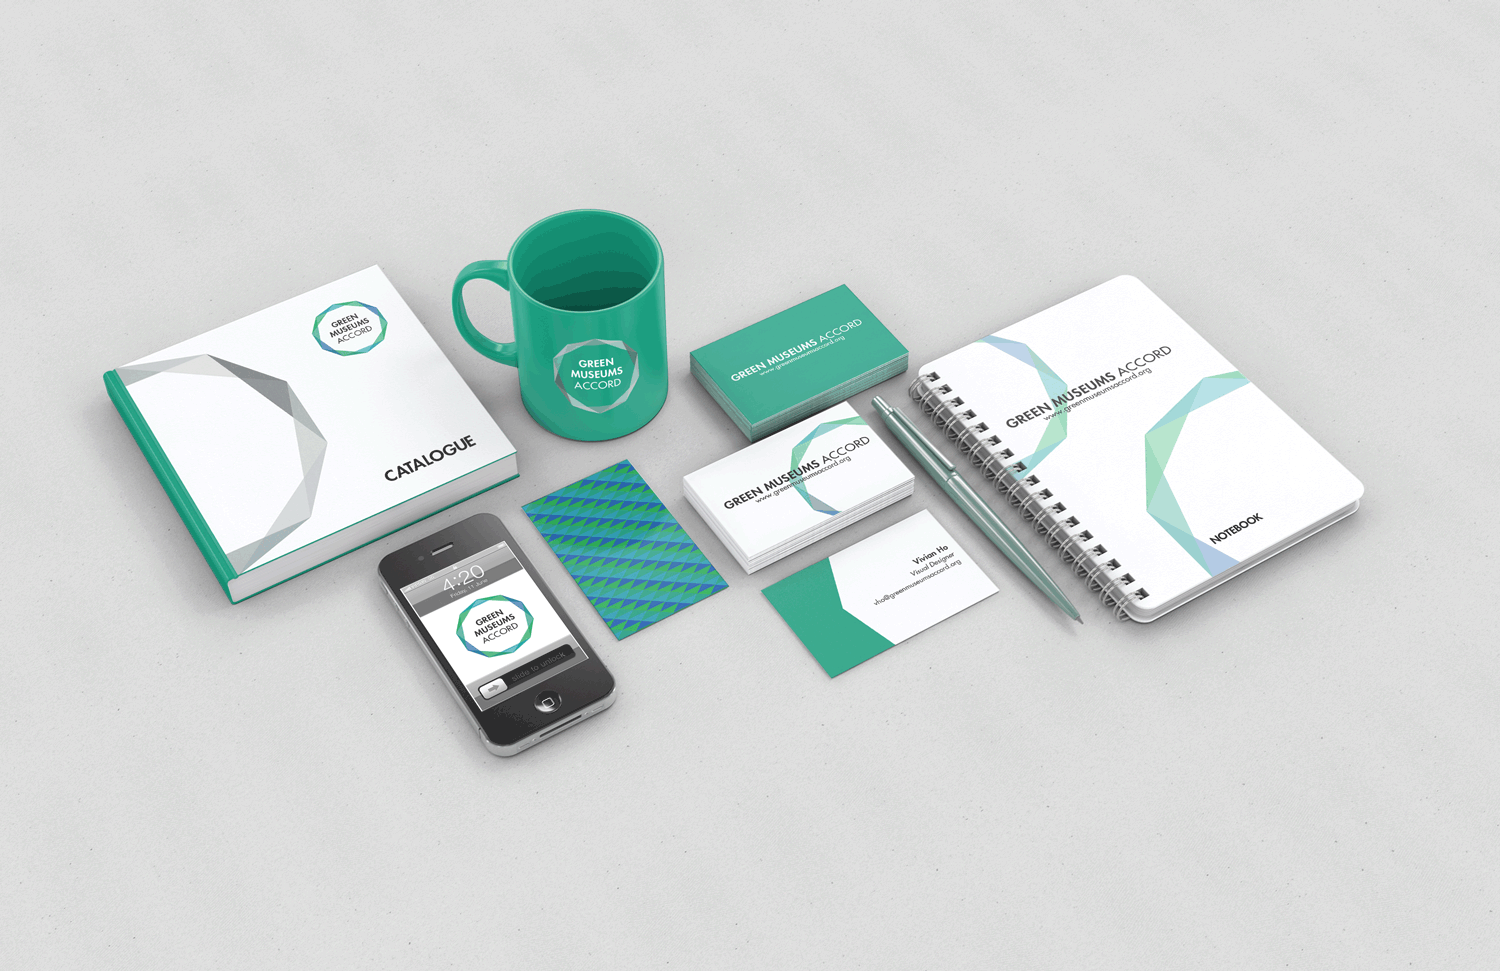 GREEN
MUSEUMS
ACCORD
CATALOGUE
GREEN
MUSEUMS
ACCORD
GREEN MUSEUMS ACCORD
www.greenmuseumsaccord.org
GREEN MUSEUMS ACCORD
www.greenmuseumsaccord.org
GREEN MUSEUMS ACCORD
www.greenmuseumsaccord.org
NOTEBOOK
4:20
Friday, 11 June
GREEN
MUSEUMS
ACCORD
slide to unlock
Vivian Ho
Visual Designer
vho@greenmuseumsaccord.org